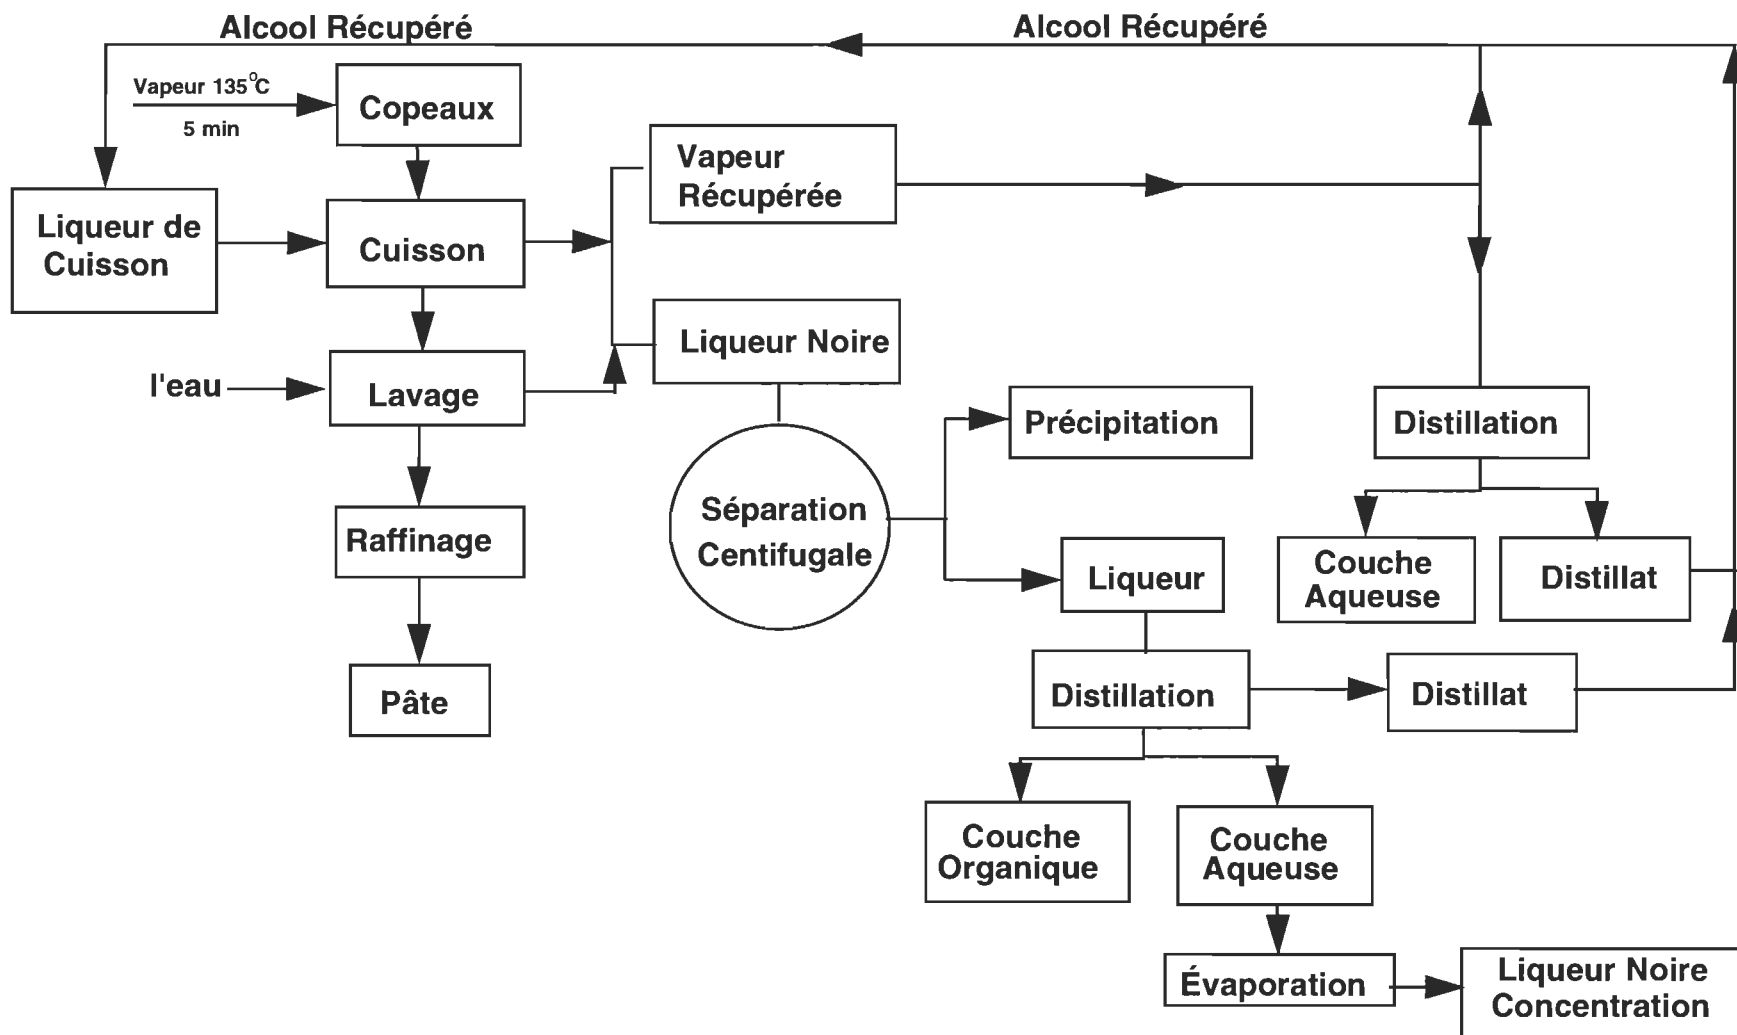 Alcool Récupéré
Alcool Récupéré
Vapeur 135°C
5 min
Copeaux
Vapeur
Récupérée
Liqueur de
Cuisson
Cuisson
Liqueur Noire
l'eau
Lavage
Précipitation
Distillation
Séparation
Centifugale
Raffinage
Liqueur
Couche
Aqueuse
Distillat
Pâte
Distillation
Distillat
Couche
Organique
Couche
Aqueuse
Évaporation
Liqueur Noire
Concentration